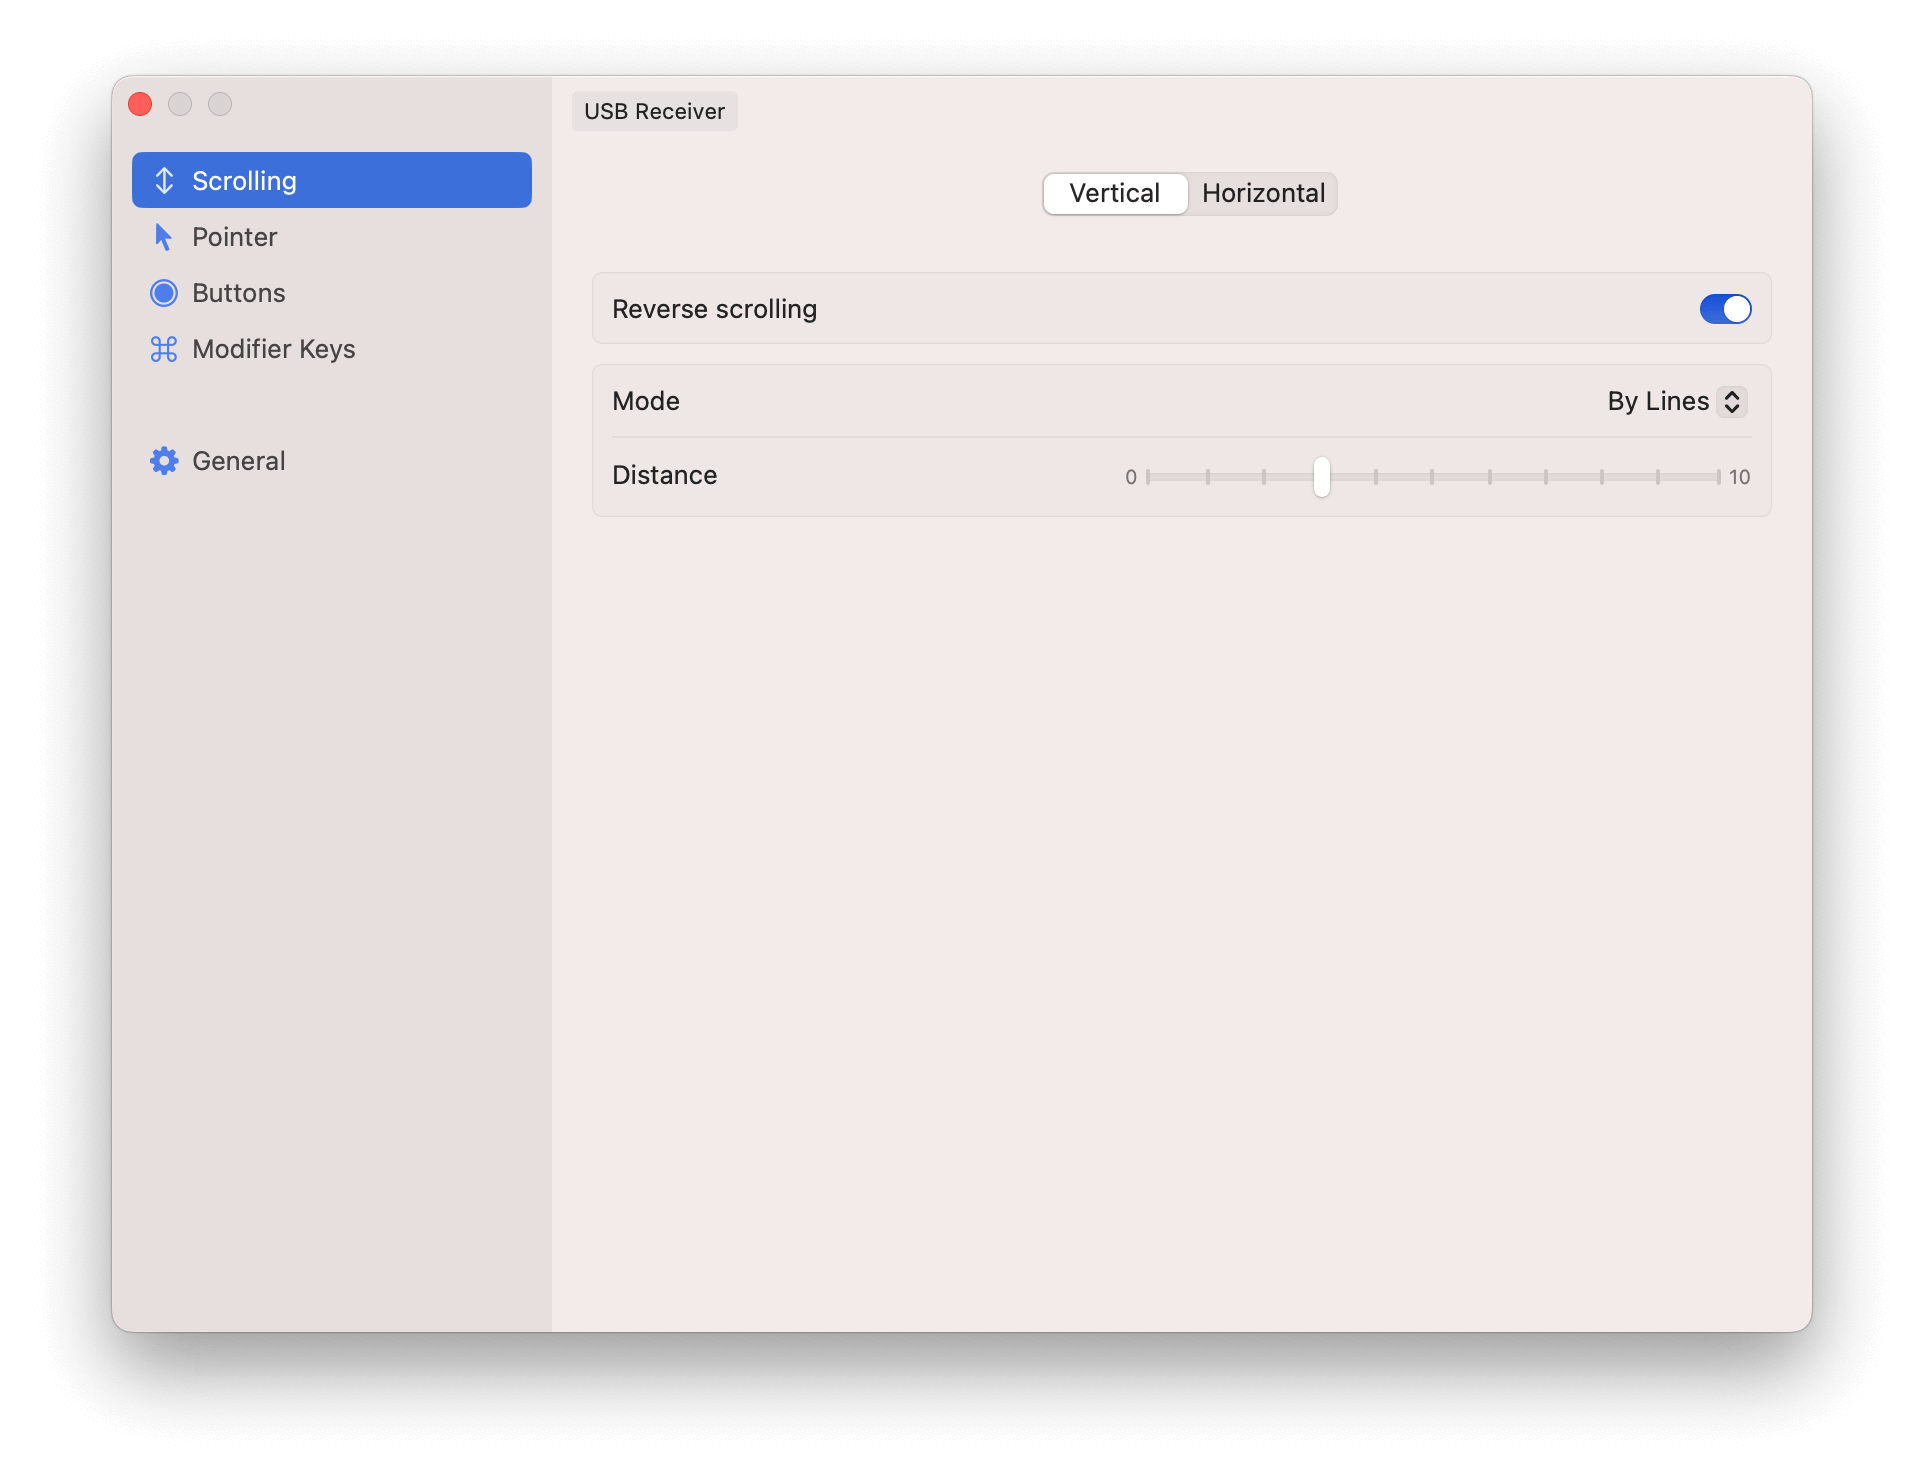 USB Receiver
Scrolling
Pointer
Buttons
Modifier Keys
General
Vertical Horizontal
Reverse scrolling
Mode By Lines
Distance 0 10